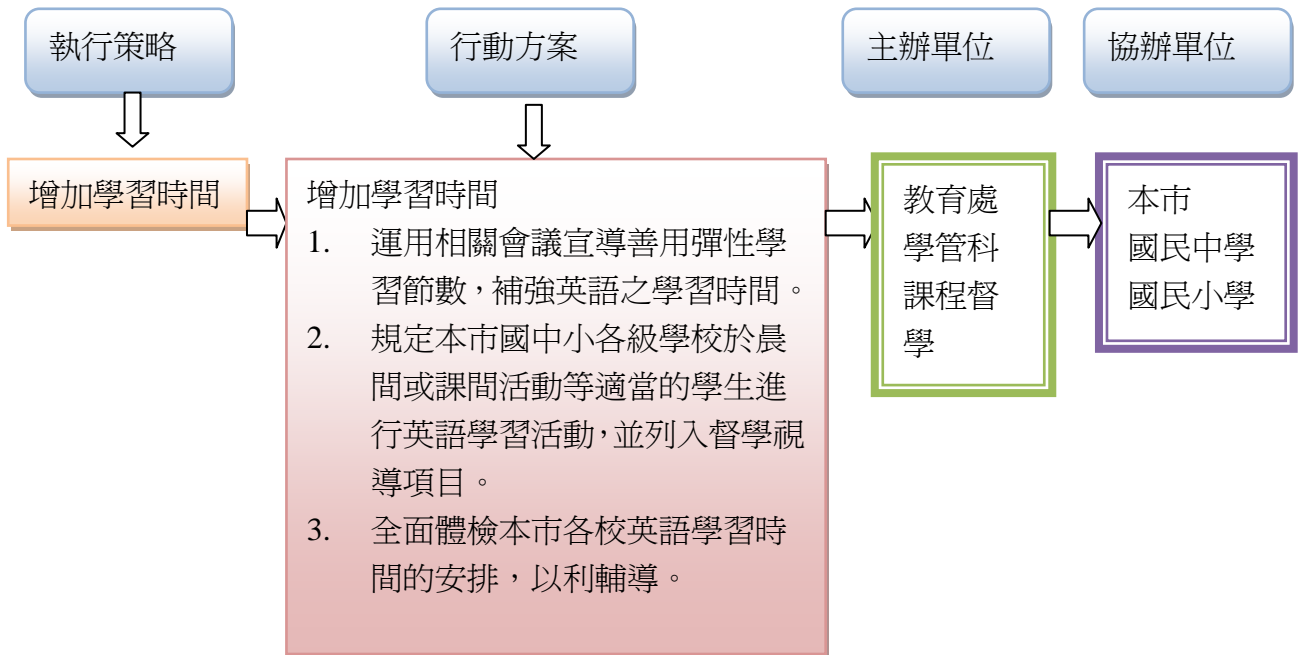 執行策略
行動方案
主辦單位
協辦單位
增加學習時間
增加學習時間
1. 運用相關會議宣導善用彈性學
習節數，補強英語之學習時間。
2. 規定本市國中小各級學校於晨
間或課間活動等適當的學生進
行英語學習活動，並列入督學視
導項目。
3. 全面體檢本市各校英語學習時
間的安排，以利輔導。
教育處
學管科
課程督
學
本市
國民中學
國民小學